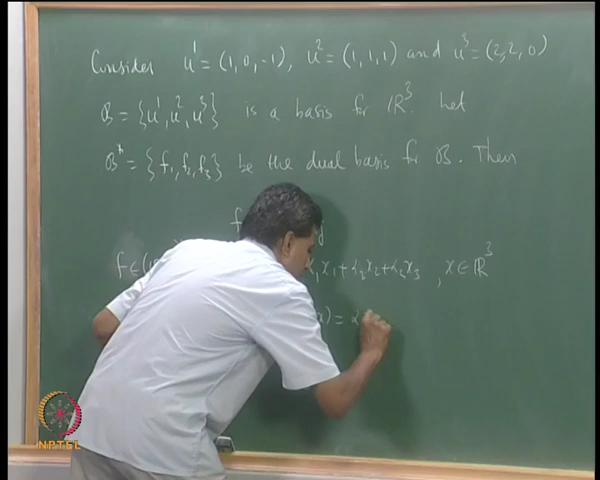 Consider u¹ = (1, 0, -1), u² = (1, 1, 1) and u³ = (2, 2, 0)
B = {u¹, u², u³} is a basis for ℝ³. Let
B* = {f₁, f₂, f₃} be the dual basis for B. Then
f
f ∈ (ℝ x₁ + α₂x₂ + α₃x₃ , x ∈ ℝ³
x) = α
NPTEL